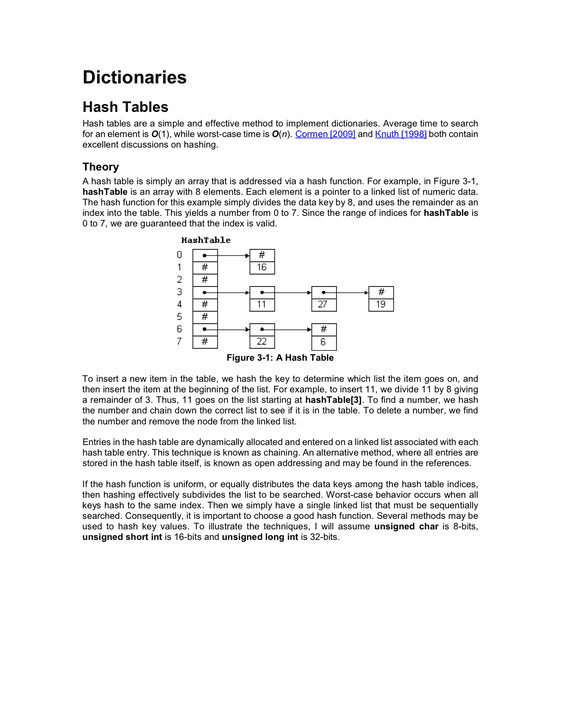 Dictionaries
Hash Tables
Hash tables are a simple and effective method to implement dictionaries. Average time to search
for an element is O(1), while worst-case time is O(n). Cormen [2009] and Knuth [1998] both contain
excellent discussions on hashing.
Theory
A hash table is simply an array that is addressed via a hash function. For example, in Figure 3-1,
hashTable is an array with 8 elements. Each element is a pointer to a linked list of numeric data.
The hash function for this example simply divides the data key by 8, and uses the remainder as an
index into the table. This yields a number from 0 to 7. Since the range of indices for hashTable is
0 to 7, we are guaranteed that the index is valid.
HashTable
0 #
1 # 16
2 #
3 #
4 # 11 27 19
5 #
6 #
7 # 22 6
Figure 3-1: A Hash Table
To insert a new item in the table, we hash the key to determine which list the item goes on, and
then insert the item at the beginning of the list. For example, to insert 11, we divide 11 by 8 giving
a remainder of 3. Thus, 11 goes on the list starting at hashTable[3]. To find a number, we hash
the number and chain down the correct list to see if it is in the table. To delete a number, we find
the number and remove the node from the linked list.
Entries in the hash table are dynamically allocated and entered on a linked list associated with each
hash table entry. This technique is known as chaining. An alternative method, where all entries are
stored in the hash table itself, is known as open addressing and may be found in the references.
If the hash function is uniform, or equally distributes the data keys among the hash table indices,
then hashing effectively subdivides the list to be searched. Worst-case behavior occurs when all
keys hash to the same index. Then we simply have a single linked list that must be sequentially
searched. Consequently, it is important to choose a good hash function. Several methods may be
used to hash key values. To illustrate the techniques, I will assume unsigned char is 8-bits,
unsigned short int is 16-bits and unsigned long int is 32-bits.